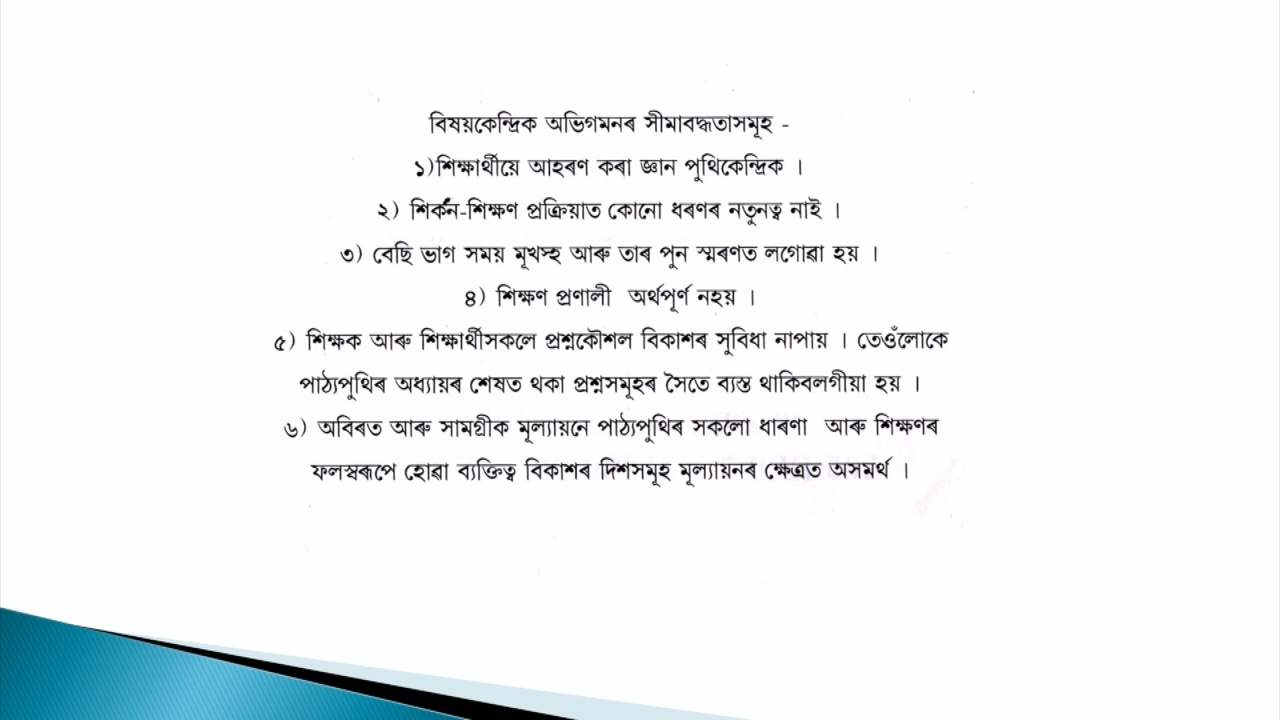 বিষয়কেন্দ্ৰিক অভিগমনৰ সীমাবদ্ধতাসমূহ -
১)শিক্ষাৰ্থীয়ে আহৰণ কৰা জ্ঞান পুথিকেন্দ্ৰিক ।
২) শিকন-শিক্ষণ প্ৰক্ৰিয়াত কোনো ধৰণৰ নতুনত্ব নাই ।
৩) বেছি ভাগ সময় মূখস্হ আৰু তাৰ পুন স্মৰণত লগোৱা হয় ।
৪) শিক্ষণ প্ৰণালী অৰ্থপূৰ্ণ নহয় ।
৫) শিক্ষক আৰু শিক্ষাৰ্থীসকলে প্ৰশ্নকৌশল বিকাশৰ সুবিধা নাপায় । তেওঁলোকে
পাঠ্যপুথিৰ অধ্যায়ৰ শেষত থকা প্ৰশ্নসমূহৰ সৈতে ব্যস্ত থাকিবলগীয়া হয় ।
৬) অবিৰত আৰু সামগ্ৰীক মূল্যায়নে পাঠ্যপুথিৰ সকলো ধাৰণা আৰু শিক্ষণৰ
ফলস্বৰূপে হোৱা ব্যক্তিত্ব বিকাশৰ দিশসমূহ মূল্যায়নৰ ক্ষেত্ৰত অসমৰ্থ ।